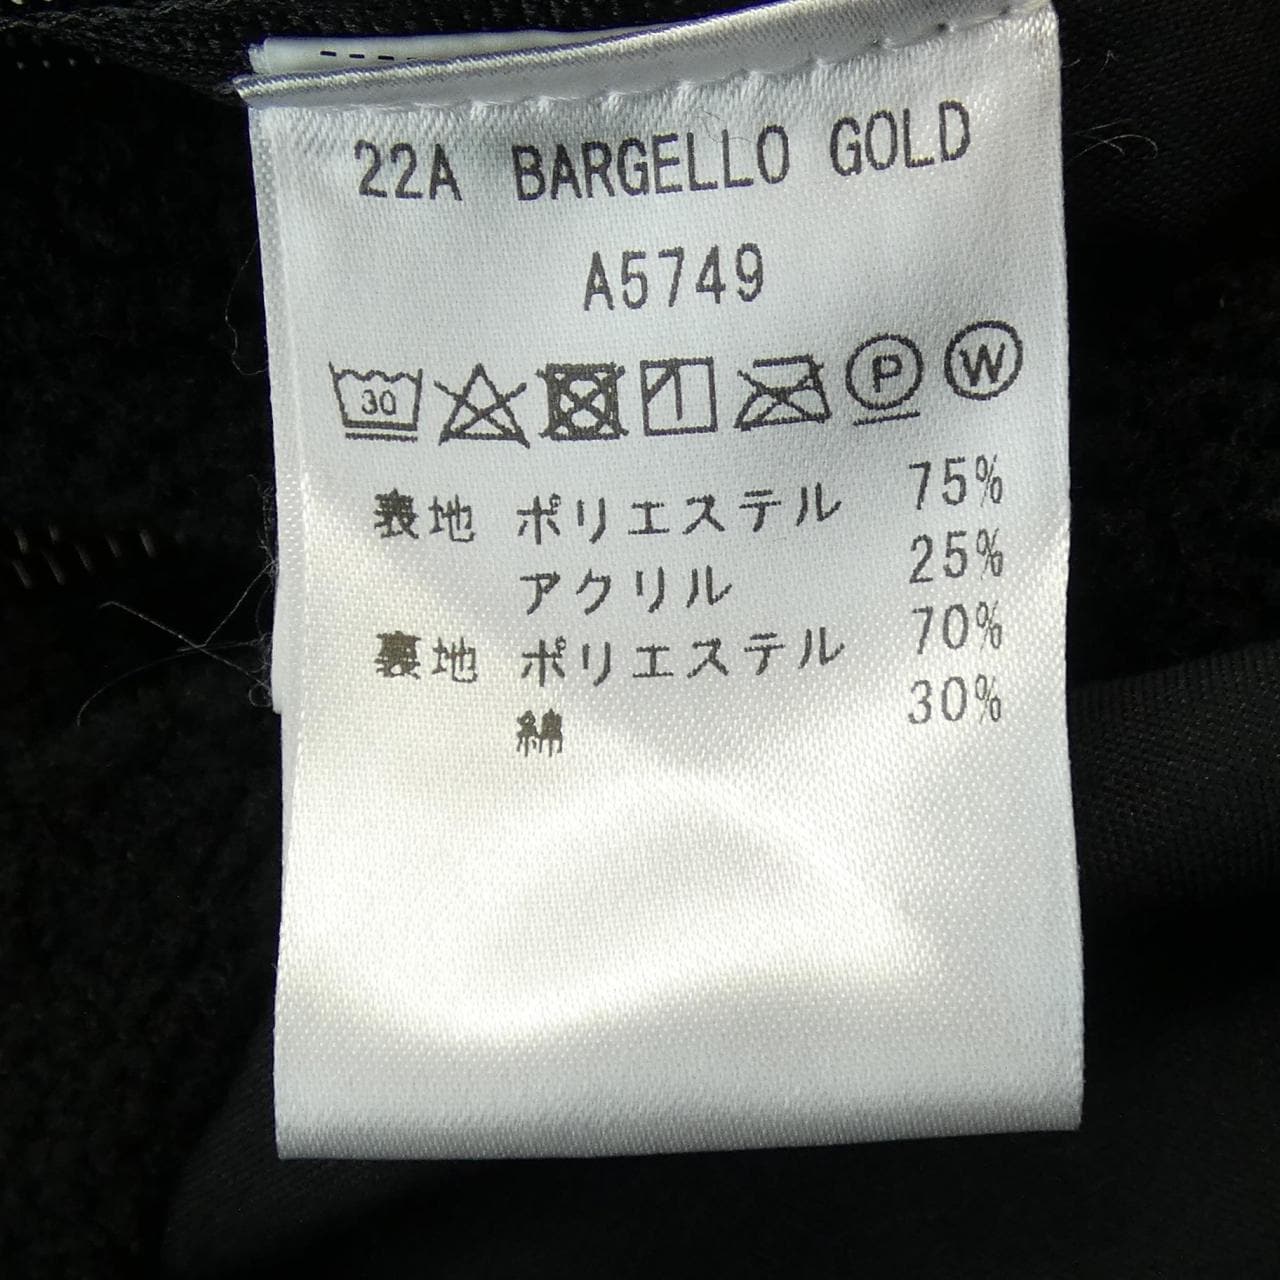 22A BARGELLO GOLD
A5749
30 P W
表地 ポリエステル 75%
アクリル 25%
裏地 ポリエステル 70%
綿 30%